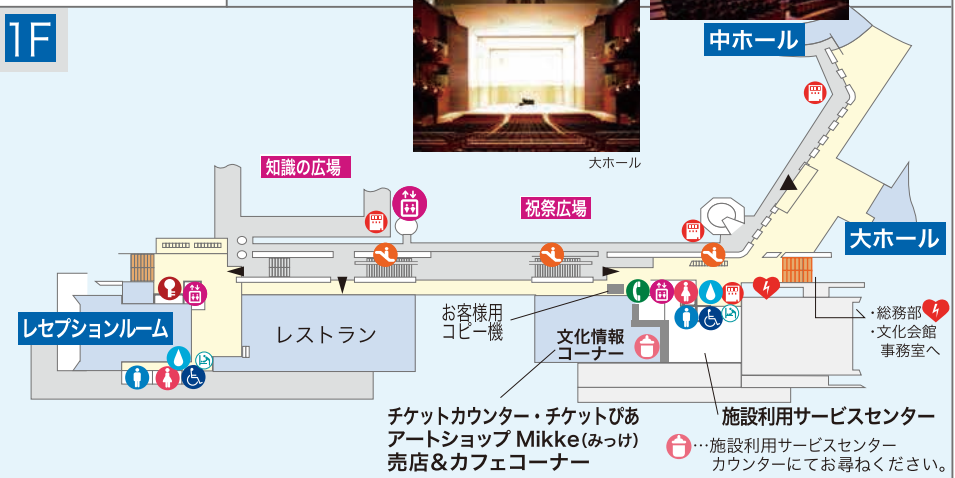 1F
中ホール
大ホール
知識の広場
祝祭広場
大ホール
レセプションルーム
レストラン
お客様用
コピー機
文化情報
コーナー
・総務部
・文化会館
事務室へ
チケットカウンター・チケットぴあ
アートショップ Mikke(みっけ)
売店&カフェコーナー
施設利用サービスセンター
…施設利用サービスセンター
カウンターにてお尋ねください。